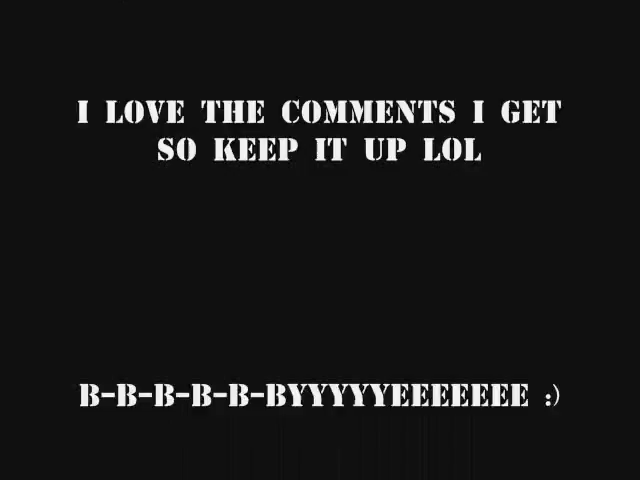 I LOVE THE COMMENTS I GET
SO KEEP IT UP LOL
B-B-B-B-B-BYYYYYEEEEEEE :)